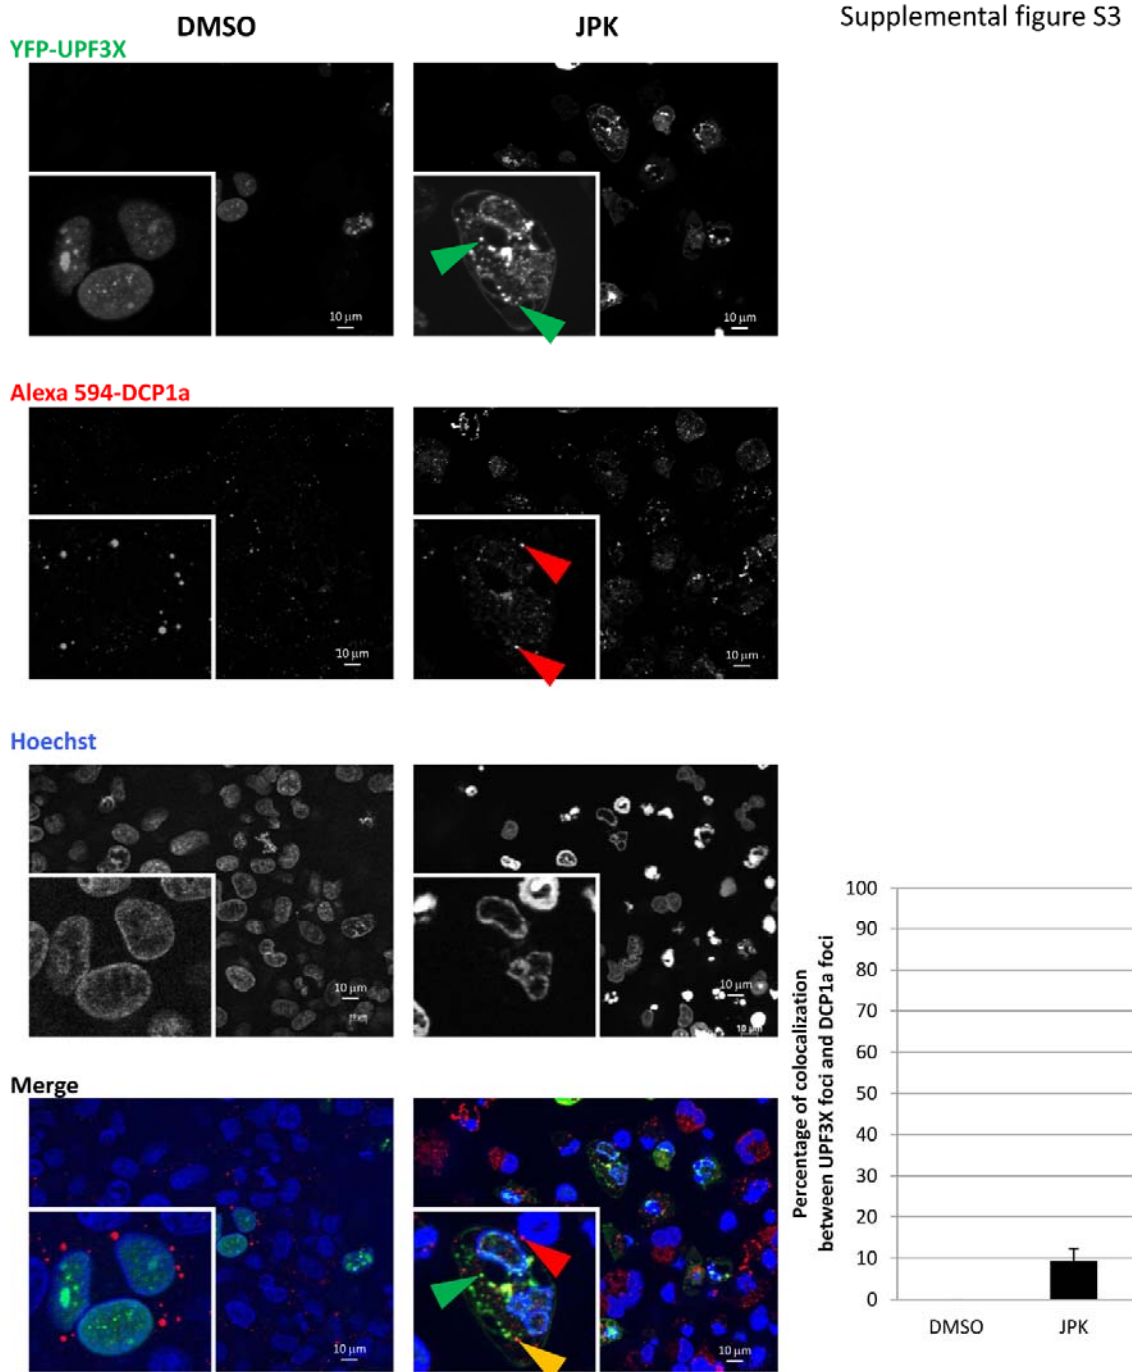 Supplemental figure S3
DMSO
JPK
YFP-UPF3X
10 µm
10 µm
Alexa 594-DCP1a
10 µm
10 µm
Hoechst
10 µm
10 µm
10 µm
Merge
10 µm
10 µm
Percentage of colocalization
between UPF3X foci and DCP1a foci
100
90
80
70
60
50
40
30
20
10
0
DMSO
JPK